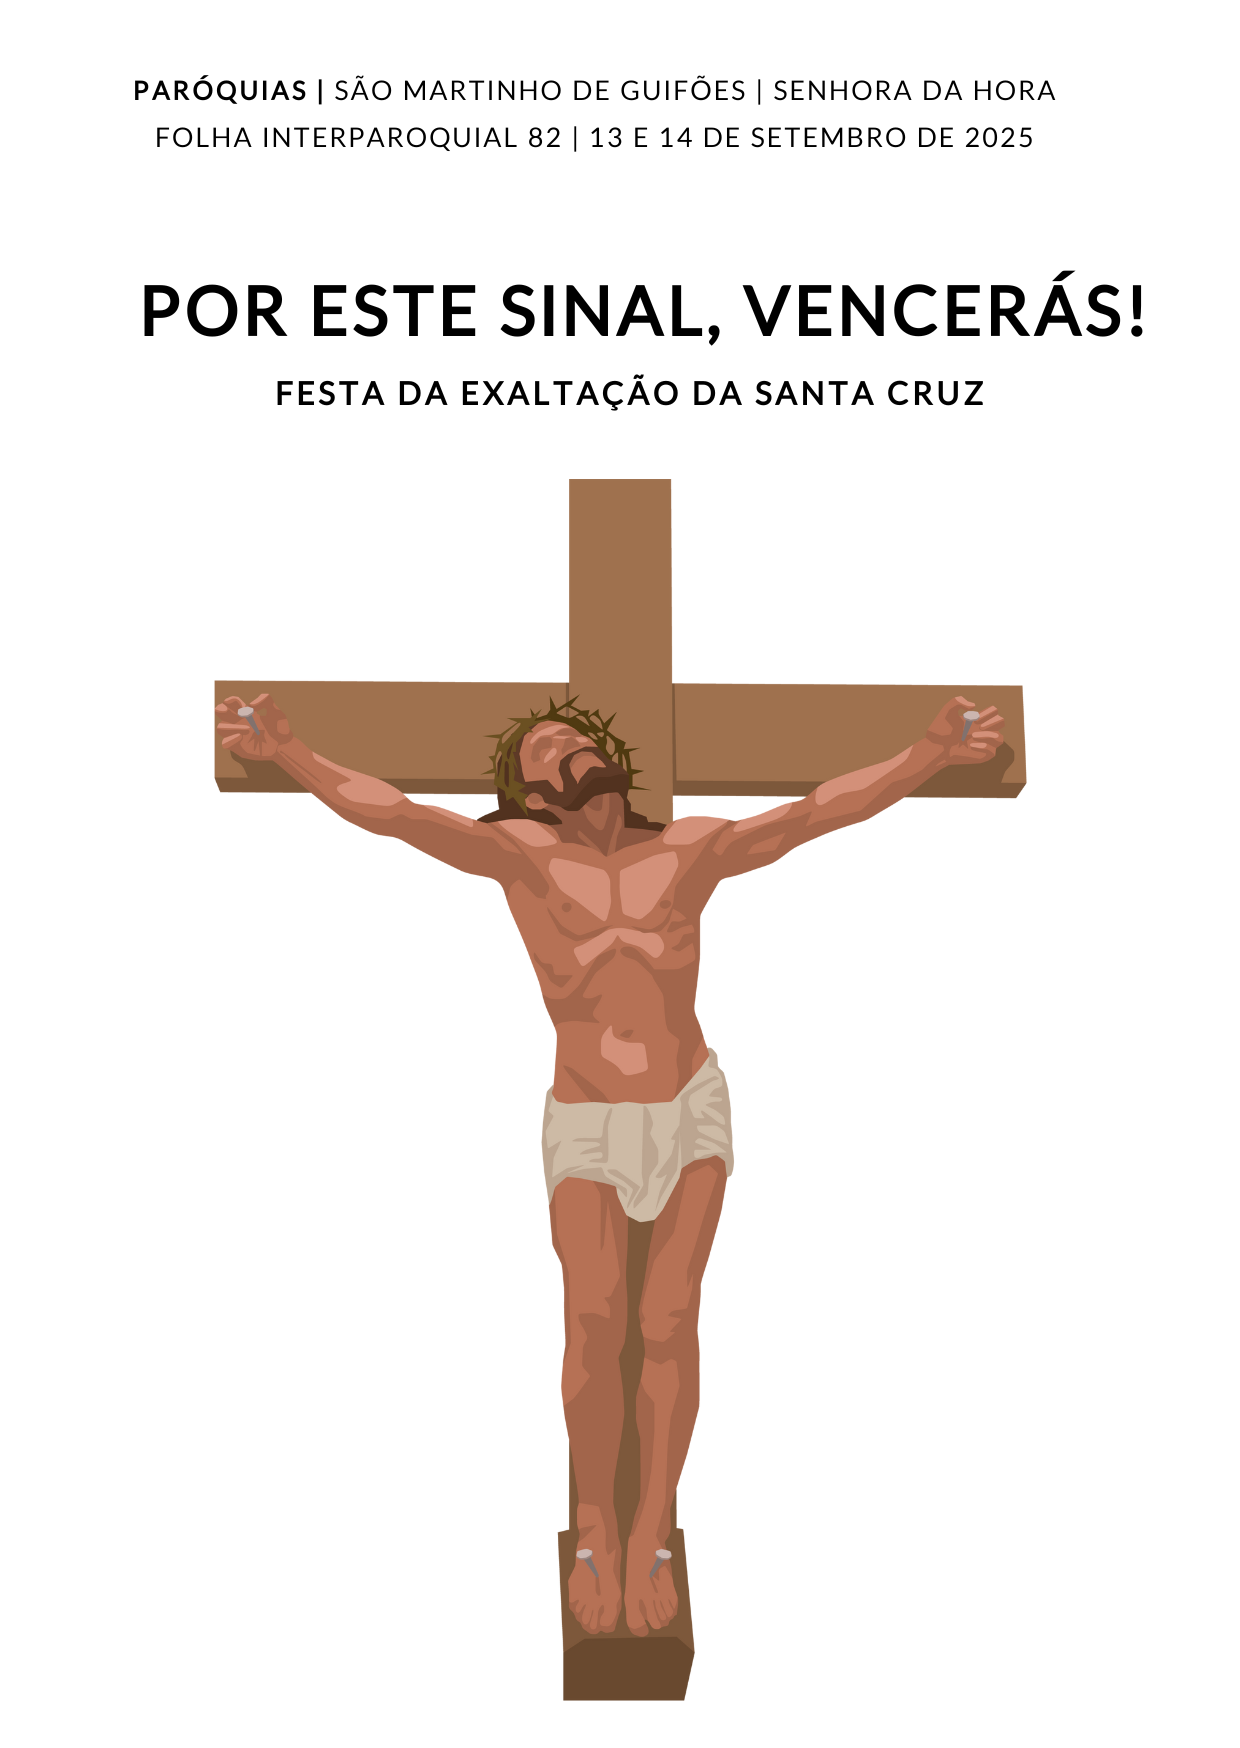 PARÓQUIAS | SÃO MARTINHO DE GUIFÕES | SENHORA DA HORA
FOLHA INTERPAROQUIAL 82 | 13 E 14 DE SETEMBRO DE 2025
POR ESTE SINAL, VENCERÁS!
FESTA DA EXALTAÇÃO DA SANTA CRUZ